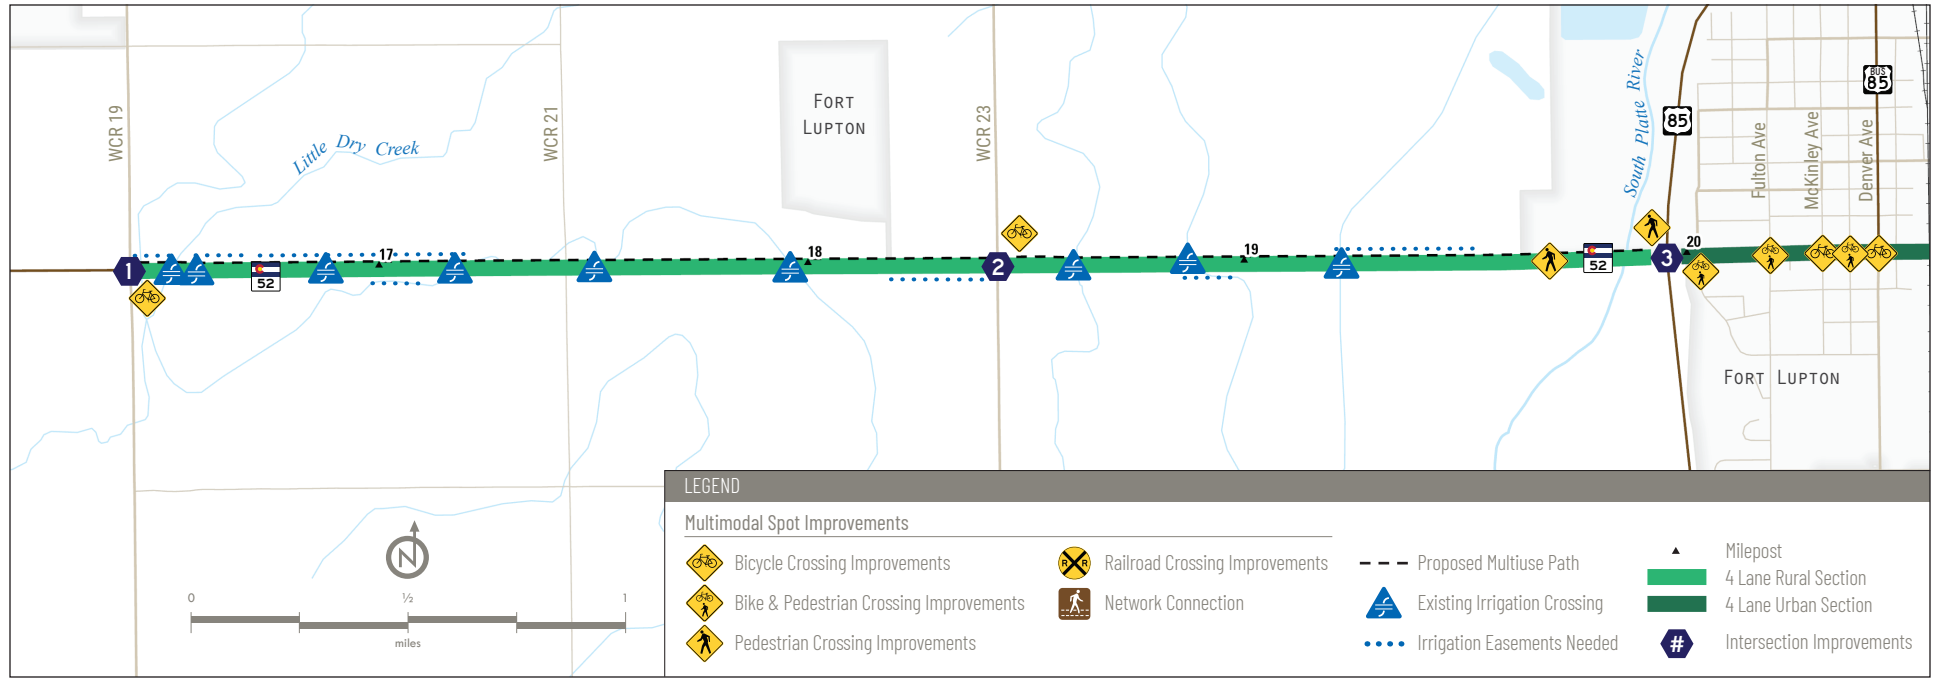 WCR 19
Little Dry Creek
WCR 21
FORT
LUPTON
WCR 23
South Platte River
85
BUS
85
Fulton Ave
McKinley Ave
Denver Ave
1
52
17
18
2
19
52
3
20
FORT LUPTON
N
0
½
1
miles
LEGEND
Multimodal Spot Improvements
Bicycle Crossing Improvements
Bike & Pedestrian Crossing Improvements
Pedestrian Crossing Improvements
R R
Railroad Crossing Improvements
Network Connection
Proposed Multiuse Path
Existing Irrigation Crossing
Irrigation Easements Needed
Milepost
4 Lane Rural Section
4 Lane Urban Section
#
Intersection Improvements